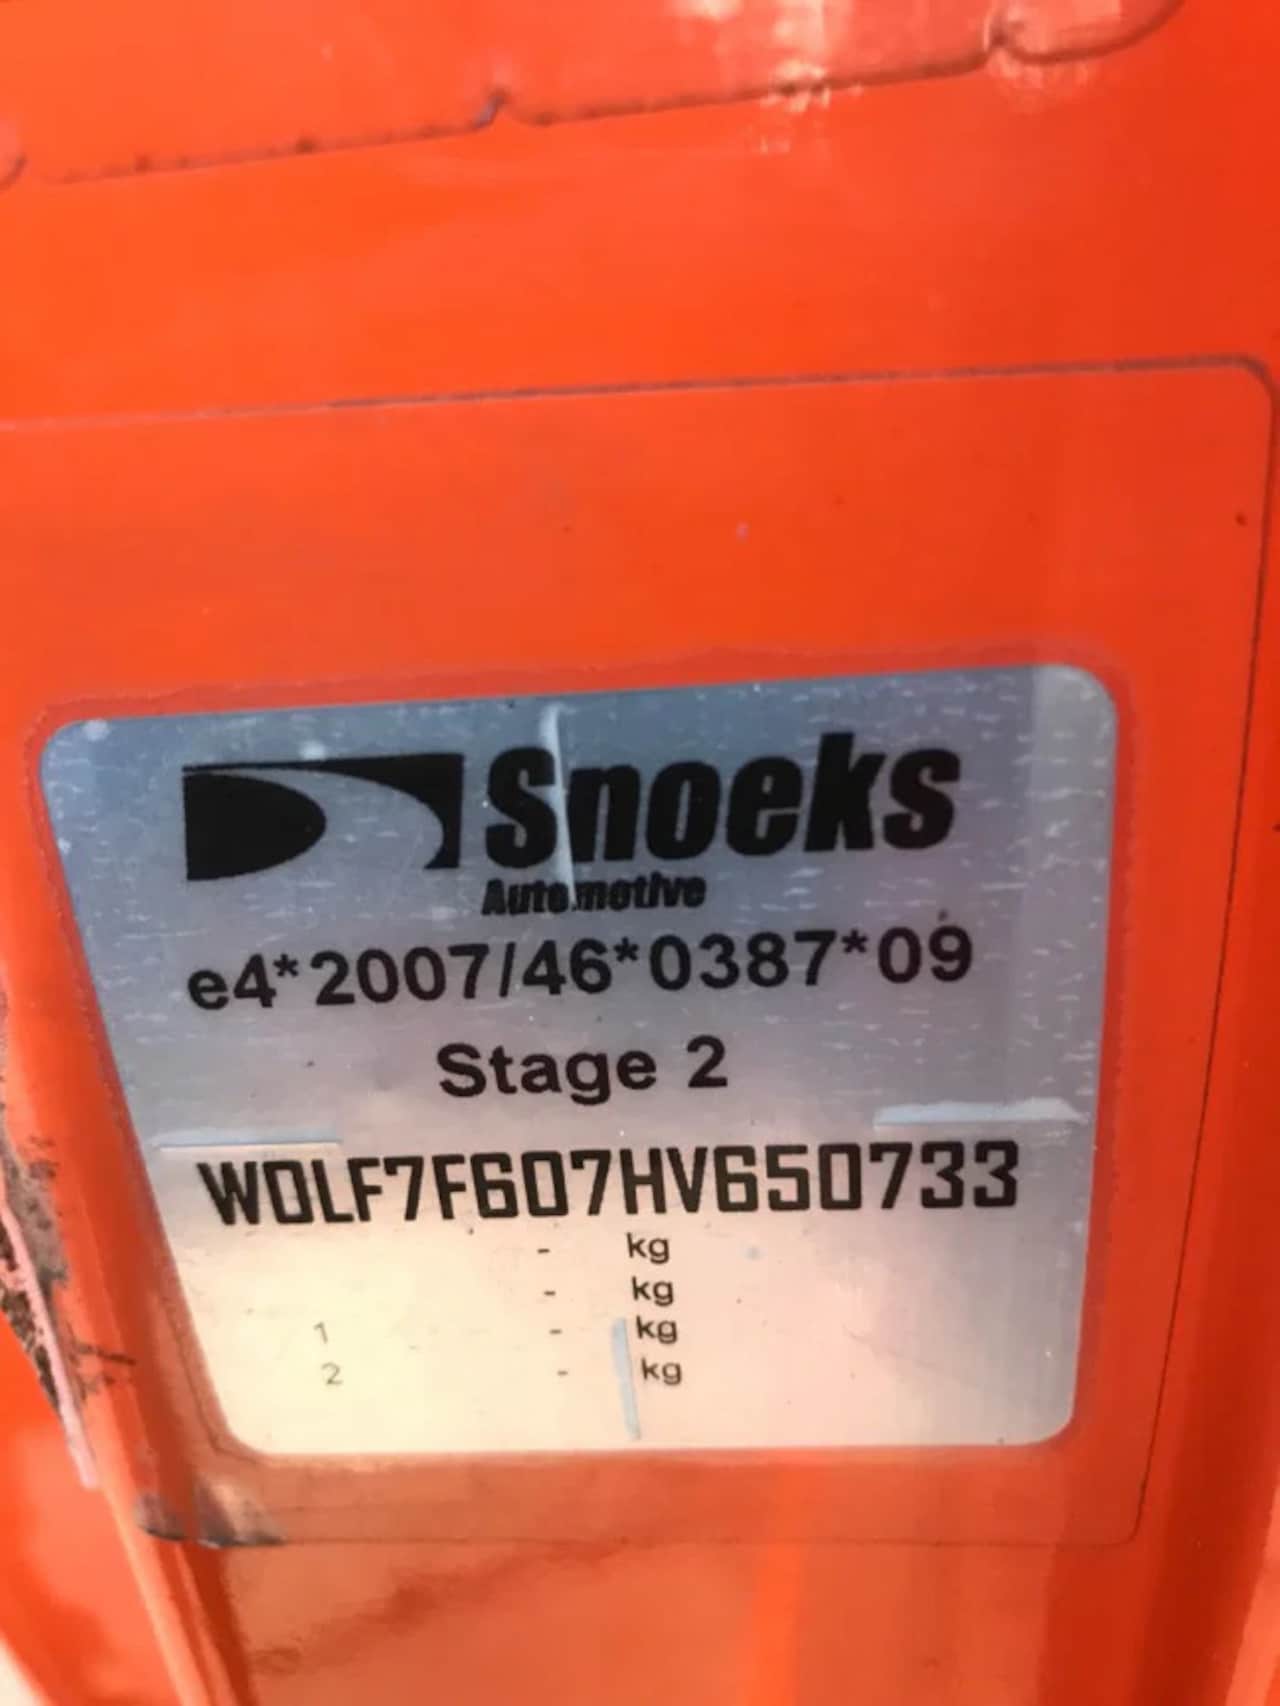 Snoeks
Automotive
e4*2007/46*0387*09
Stage 2
W0LF7F607HV650733
- kg
- kg
1 - kg
2 - kg